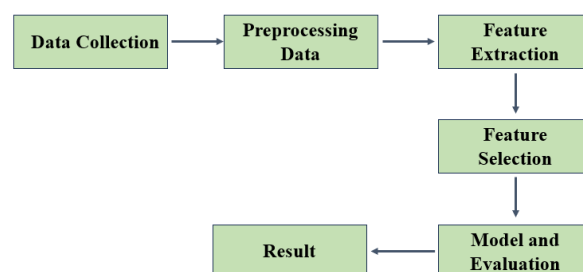 Data Collection
Preprocessing
Data
Feature
Extraction
Feature
Selection
Model and
Evaluation
Result